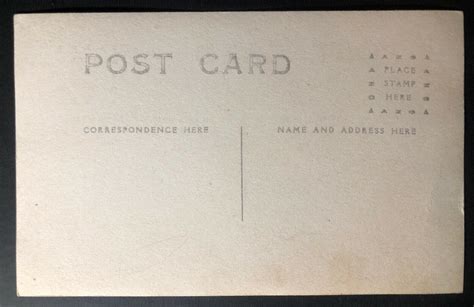 POST CARD
PLACE
STAMP
HERE
CORRESPONDENCE HERE
NAME AND ADDRESS HERE